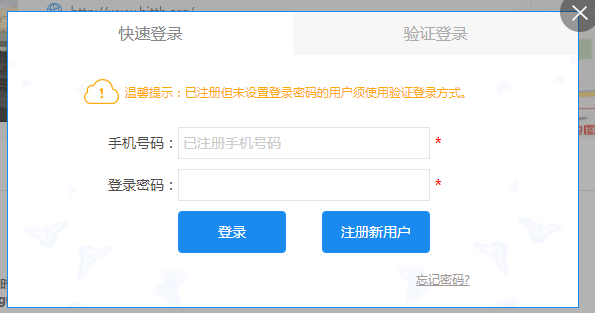 快速登录
验证登录
温馨提示：已注册但未设置登录密码的用户须使用验证登录方式。
手机号码：
已注册手机号码
*
登录密码：
*
登录
注册新用户
忘记密码?